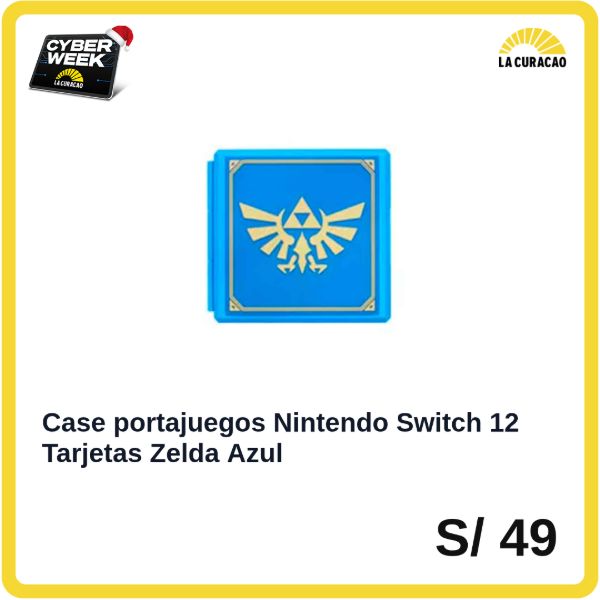 CYBER
WEEK
LA CURACAO
LA CURACAO
Case portajuegos Nintendo Switch 12
Tarjetas Zelda Azul
S/ 49